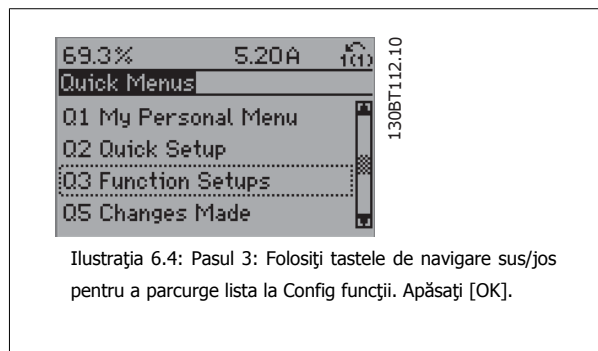 69.3% 5.20A 1(1)
Quick Menus
Q1 My Personal Menu
Q2 Quick Setup
Q3 Function Setups
Q5 Changes Made
130BT112.10
Ilustraţia 6.4: Pasul 3: Folosiţi tastele de navigare sus/jos
pentru a parcurge lista la Config funcţii. Apăsaţi [OK].